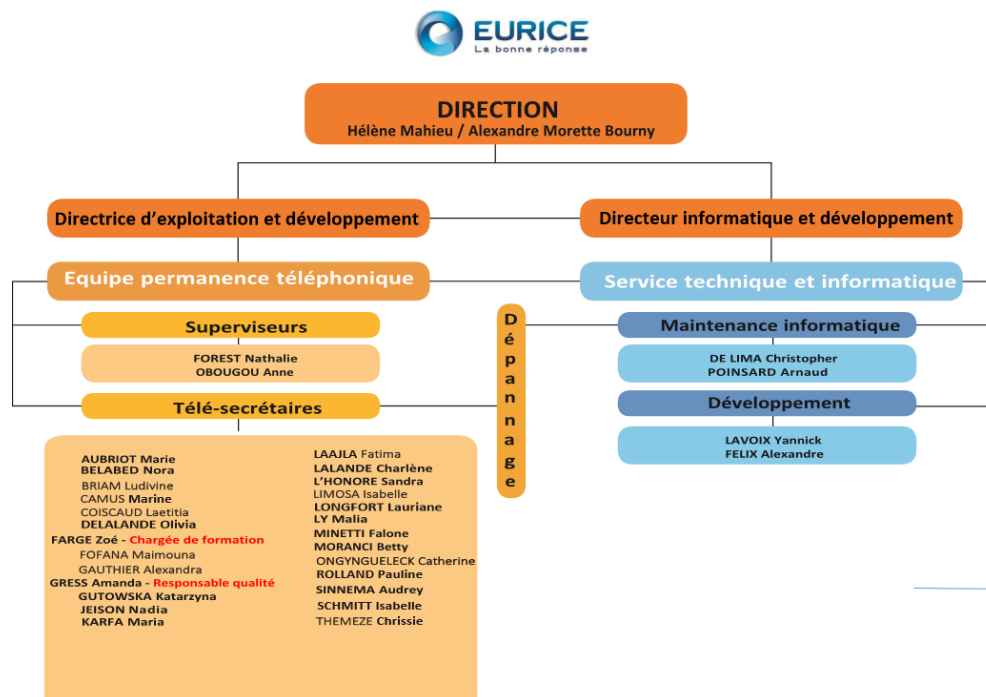 EURICE
La bonne réponse
DIRECTION
Hélène Mahieu / Alexandre Morette Bourny
Directrice d'exploitation et développement
Directeur informatique et développement
Equipe permanence téléphonique
Service technique et informatique
Superviseurs
FOREST Nathalie
OBOUGOU Anne
Télé-secrétaires
AUBRIOT Marie
BELABED Nora
BRIAM Ludivine
CAMUS Marine
COISCAUD Laetitia
DELALANDE Olivia
FARGE Zoé - Chargée de formation
FOFANA Maimouna
GAUTHIER Alexandra
GRESS Amanda - Responsable qualité
GUTOWSKA Katarzyna
JEISON Nadia
KARFA Maria
LAAJLA Fatima
LALANDE Charlène
L'HONORE Sandra
LIMOSA Isabelle
LONGFORT Lauriane
LY Malia
MINETTI Falone
MORANCI Betty
ONGYNGUELECK Catherine
ROLLAND Pauline
SINNEMA Audrey
SCHMITT Isabelle
THEMEZE Chrissie
Dépannage
Maintenance informatique
DE LIMA Christopher
POINSARD Arnaud
Développement
LAVOIX Yannick
FELIX Alexandre